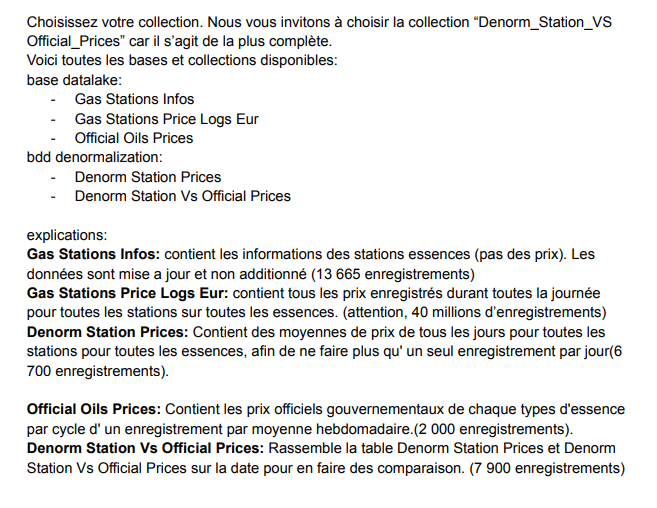 Choisissez votre collection. Nous vous invitons à choisir la collection “Denorm_Station_VS
Official_Prices” car il s’agit de la plus complète.
Voici toutes les bases et collections disponibles:
base datalake:
- Gas Stations Infos
- Gas Stations Price Logs Eur
- Official Oils Prices
bdd denormalization:
- Denorm Station Prices
- Denorm Station Vs Official Prices
explications:
Gas Stations Infos: contient les informations des stations essences (pas des prix). Les
données sont mise a jour et non additionné (13 665 enregistrements)
Gas Stations Price Logs Eur: contient tous les prix enregistrés durant toutes la journée
pour toutes les stations sur toutes les essences. (attention, 40 millions d’enregistrements)
Denorm Station Prices: Contient des moyennes de prix de tous les jours pour toutes les
stations pour toutes les essences, afin de ne faire plus qu' un seul enregistrement par jour(6
700 enregistrements).
Official Oils Prices: Contient les prix officiels gouvernementaux de chaque types d'essence
par cycle d' un enregistrement par moyenne hebdomadaire.(2 000 enregistrements).
Denorm Station Vs Official Prices: Rassemble la table Denorm Station Prices et Denorm
Station Vs Official Prices sur la date pour en faire des comparaison. (7 900 enregistrements)